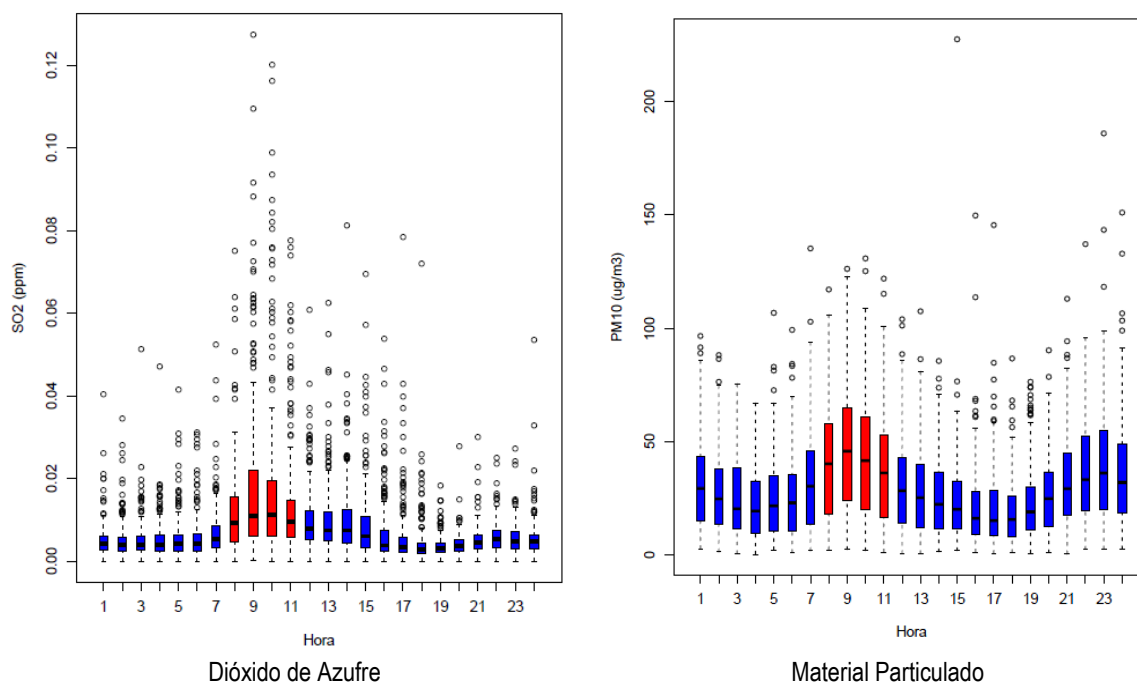 SO2 (ppm)
0.00 0.02 0.04 0.06 0.08 0.10 0.12
1 3 5 7 9 11 13 15 17 19 21 23
Hora
Dióxido de Azufre
PM10 (ug/m3)
0 50 100 150 200
1 3 5 7 9 11 13 15 17 19 21 23
Hora
Material Particulado